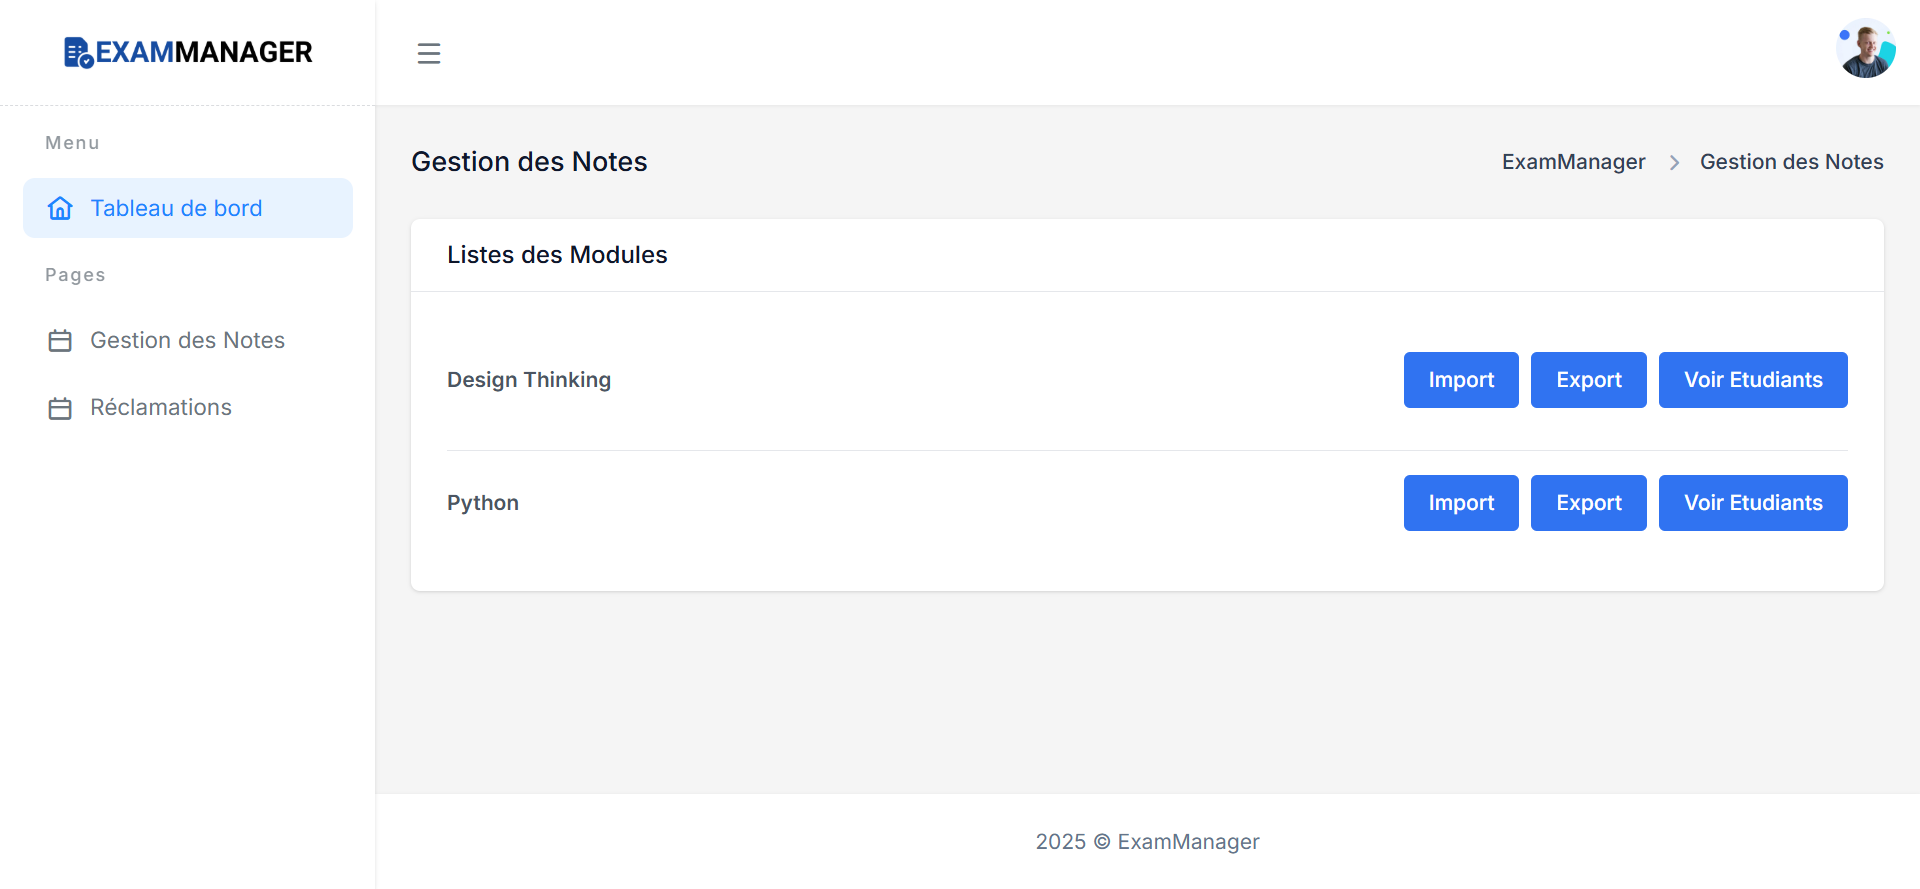 EXAMMANAGER
Menu
Tableau de bord
Pages
Gestion des Notes
Réclamations
Gestion des Notes
ExamManager > Gestion des Notes
Listes des Modules
Design Thinking Import Export Voir Etudiants
Python Import Export Voir Etudiants
2025 © ExamManager